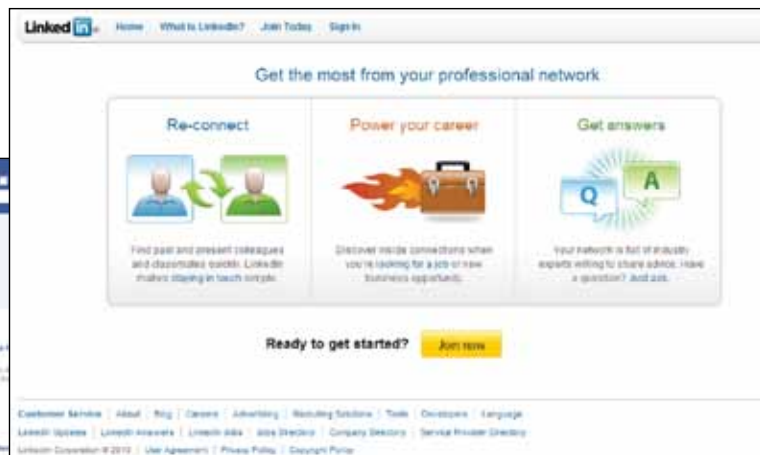 Linked in
Home What is LinkedIn? Join Today Sign In
Get the most from your professional network
Re-connect
Power your career
Get answers
Q
A
Find past and present colleagues
and classmates quickly. LinkedIn
makes staying in touch simple.
Discover inside connections when
you're looking for a job or new
business opportunity.
Your network is full of industry
experts willing to share advice. Have
a question? Just ask.
Ready to get started? Join now
Customer Service | About | Blog | Careers | Advertising | Recruiting Solutions | Tools | Developers | Language
LinkedIn Updates | LinkedIn Answers | LinkedIn Jobs | Jobs Directory | Company Directory | Service Provider Directory
LinkedIn Corporation © 2010 | User Agreement | Privacy Policy | Copyright Policy